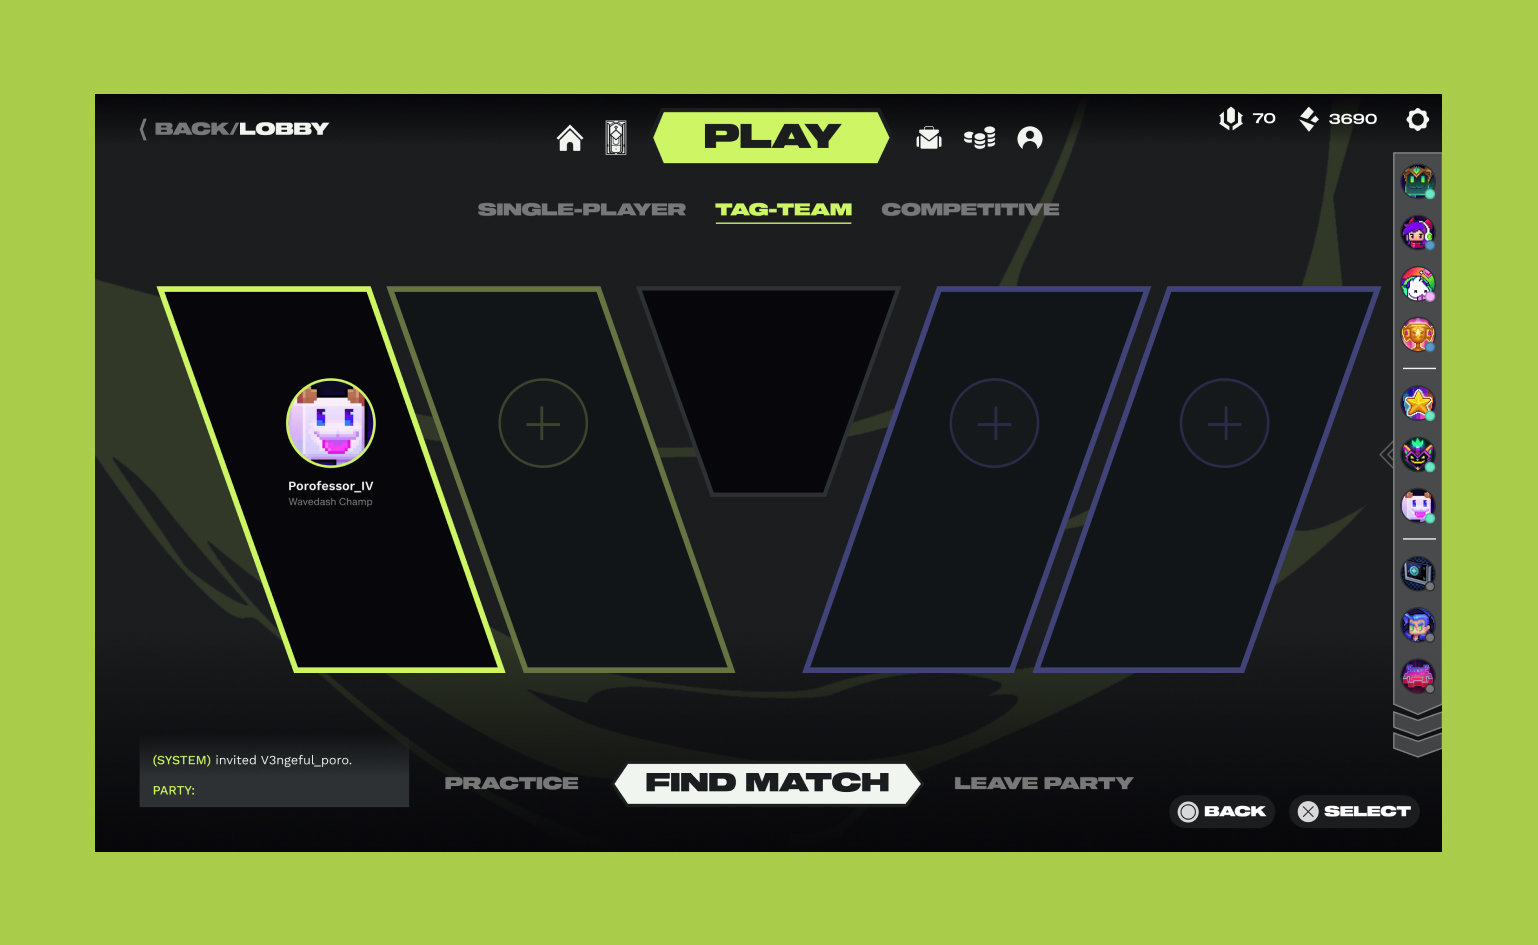 BACK/LOBBY
PLAY
70
3690
SINGLE-PLAYER
TAG-TEAM
COMPETITIVE
Porofessor_IV
Wavedash Champ
(SYSTEM) invited V3ngeful_poro.
PARTY:
PRACTICE
FIND MATCH
LEAVE PARTY
BACK
SELECT